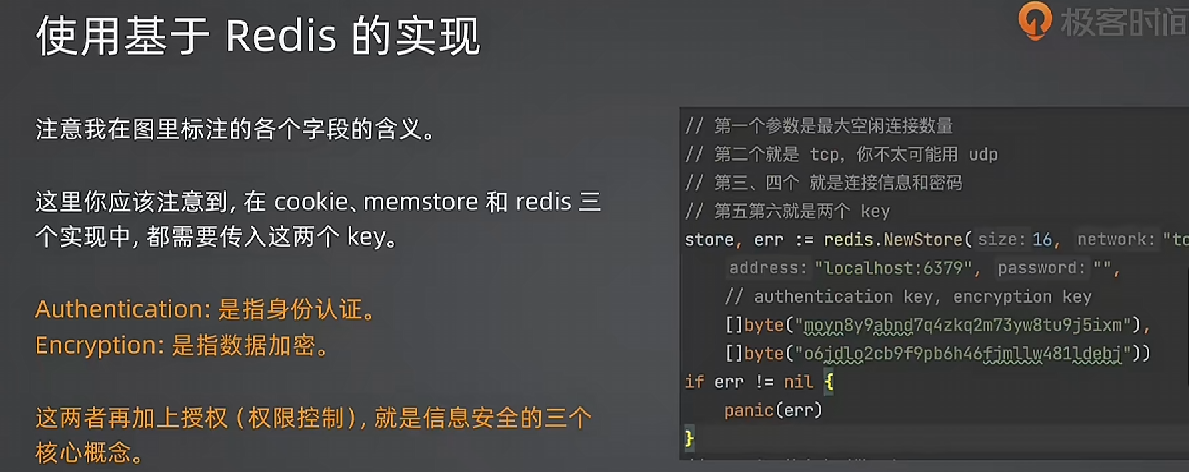 使用基于 Redis 的实现
极客时间
注意我在图里标注的各个字段的含义。
这里你应该注意到, 在 cookie、memstore 和 redis 三
个实现中, 都需要传入这两个 key。
Authentication: 是指身份认证。
Encryption: 是指数据加密。
这两者再加上授权（权限控制）, 就是信息安全的三个
核心概念。
// 第一个参数是最大空闲连接数量
// 第二个就是 tcp，你不太可能用 udp
// 第三、四个 就是连接信息和密码
// 第五第六就是两个 key
store, err := redis.NewStore( size: 16, network: "tc
address: "localhost:6379", password: "",
// authentication key, encryption key
[]byte("moyn8y9abnd7q4zkq2m73yw8tu9j5ixm"),
[]byte("o6jdlo2cb9f9pb6h46fjmllw481ldebj"))
if err != nil {
panic(err)
}